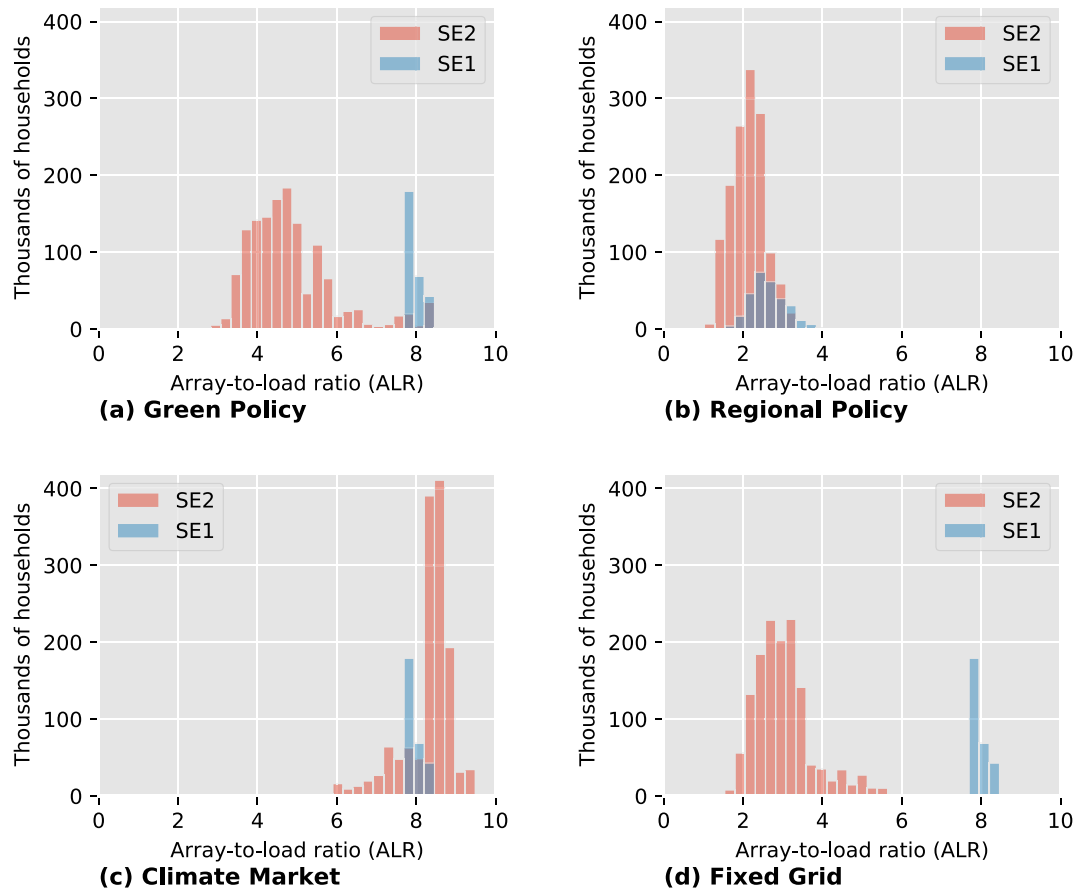 Thousands of households
400
300
200
100
0
SE2
SE1
0 2 4 6 8 10
Array-to-load ratio (ALR)
(a) Green Policy
Thousands of households
400
300
200
100
0
SE2
SE1
0 2 4 6 8 10
Array-to-load ratio (ALR)
(b) Regional Policy
Thousands of households
400
300
200
100
0
SE2
SE1
0 2 4 6 8 10
Array-to-load ratio (ALR)
(c) Climate Market
Thousands of households
400
300
200
100
0
SE2
SE1
0 2 4 6 8 10
Array-to-load ratio (ALR)
(d) Fixed Grid